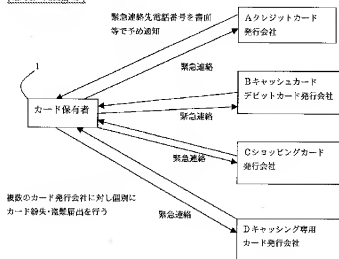 緊急連絡先電話番号を書面
等で予め通知
Aクレジットカード
発行会社
緊急連絡
1
Bキャッシュカード
デビットカード発行会社
カード保有者
緊急連絡
Cショッピングカード
発行会社
緊急連絡
複数のカード発行会社に対し個別に
カード紛失・盗難届出を行う
緊急連絡
Dキャッシング専用
カード発行会社